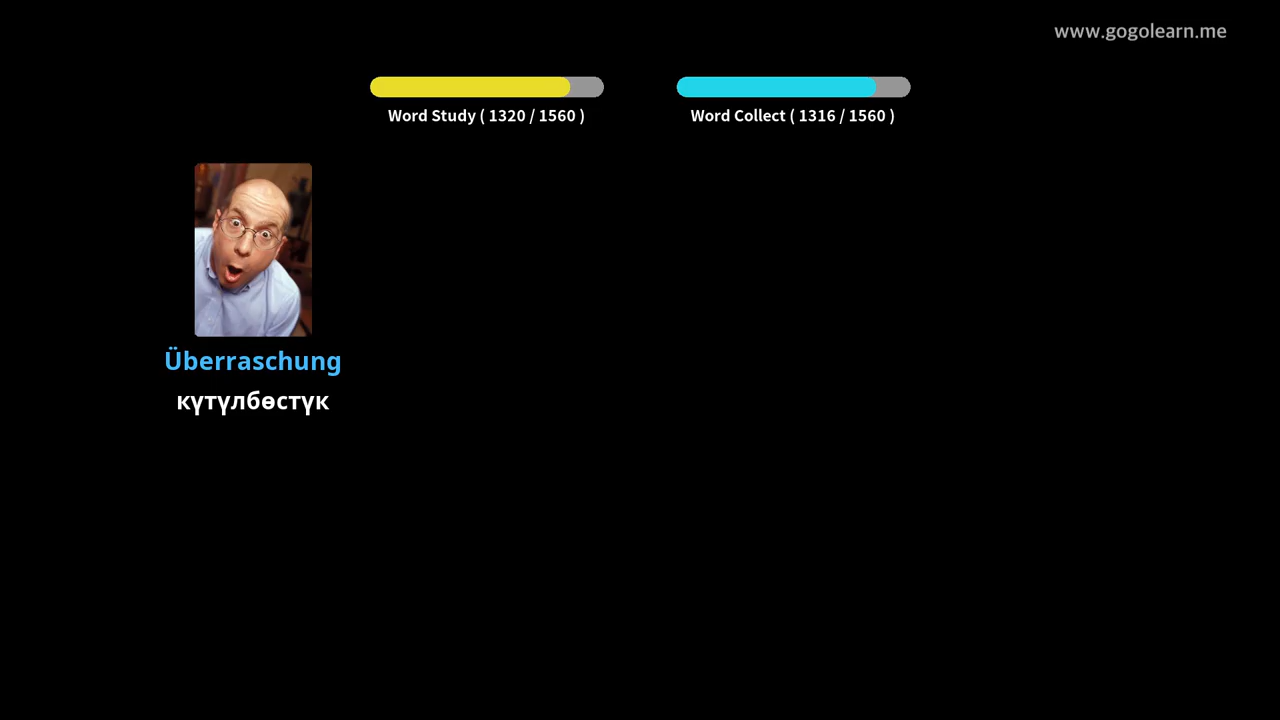 www.gogolearn.me
Word Study ( 1320 / 1560 )
Word Collect ( 1316 / 1560 )
Überraschung
күтүлбөстүк